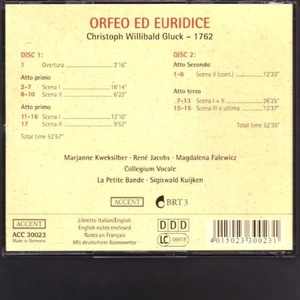 ORFEO ED EURIDICE
Christoph Willibald Gluck – 1762
DISC 1:
1 Overtura 3'16"
Atto primo
2-7 Scena I 18'14"
8-10 Scena II 6'22"
Atto primo
11-16 Scena I 15'14"
17 Scena II 9'52"
Total time 52'57"
DISC 2:
Atto Secondo
1-6 Scena II (cont.) 12'33"
Atto terzo
7-13 Scena I + II 26'25"
15-15 Scena III e ultima 13'37"
Total time 52'35"
Marjanne Kweksilber - René Jacobs - Magdalena Falewicz
Collegium Vocale
La Petite Bande - Sigiswald Kuijken
ACCENT
BRT 3
ACCENT
ACC 30023
Made in Germany
Libretto Italian/English
English notes enclosed
Notes en Français
Mit deutschem Kommentar
DDD
LC 06618
4015023300231